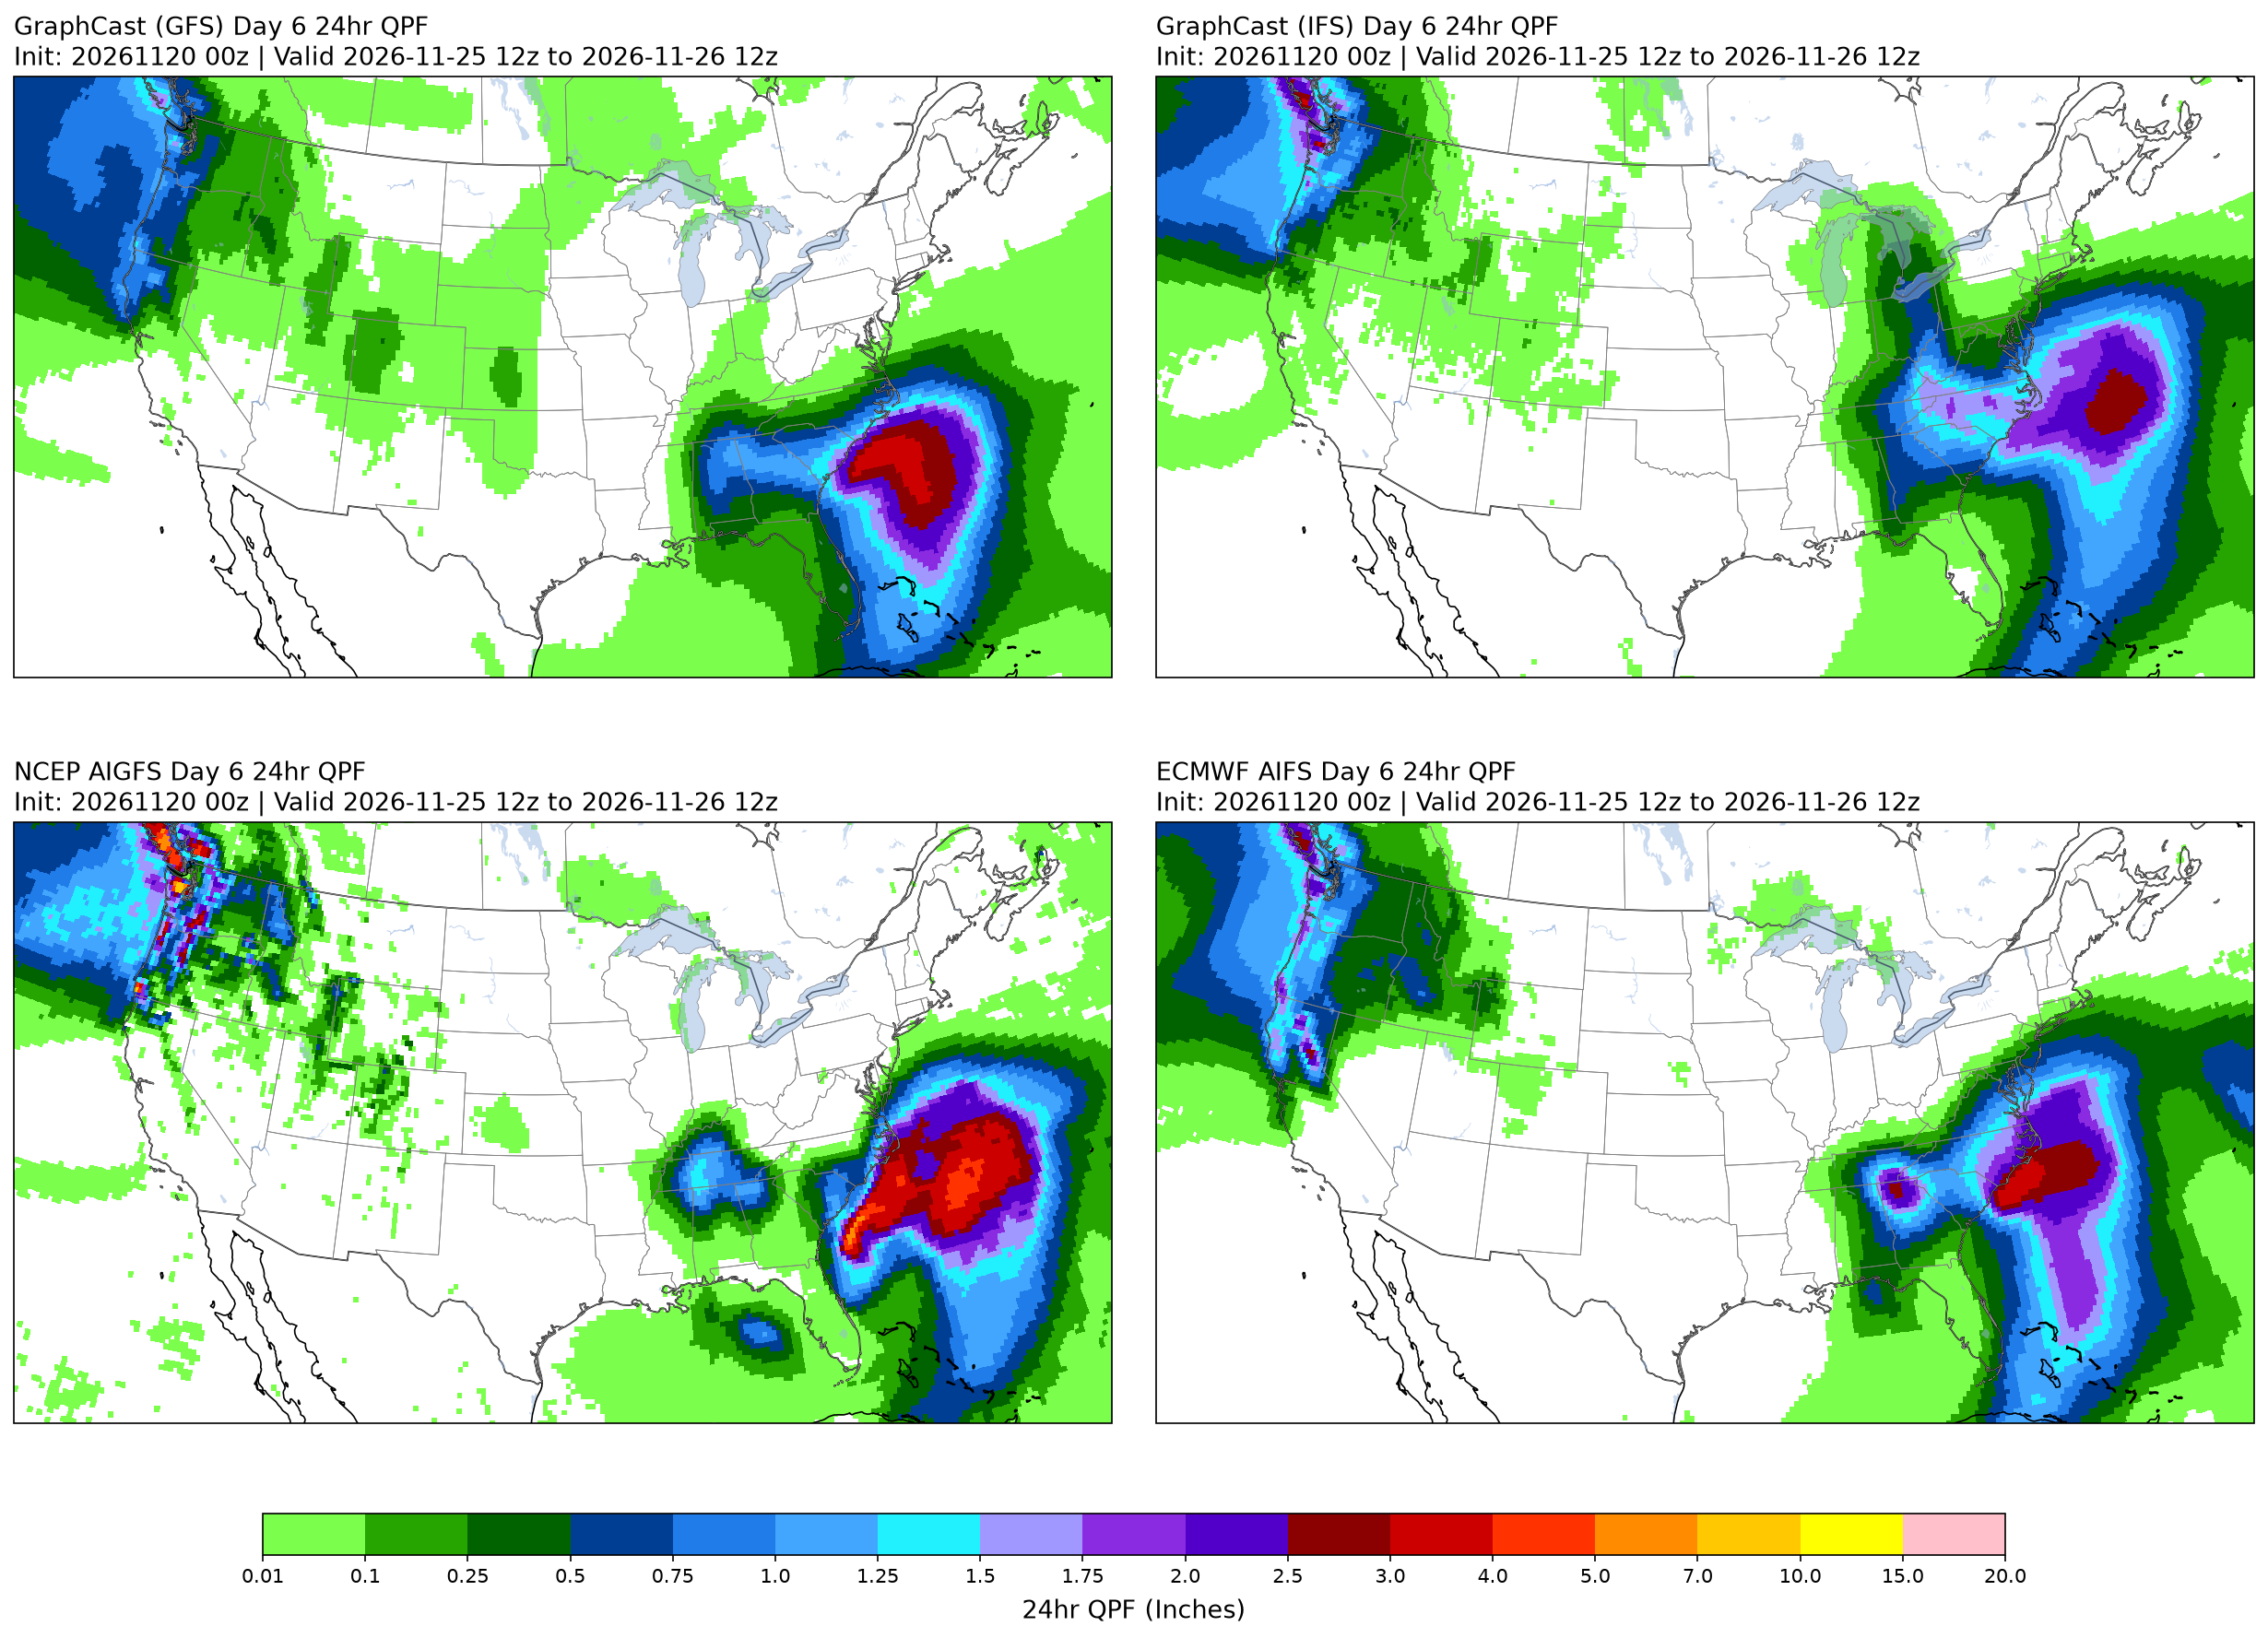 GraphCast (GFS) Day 6 24hr QPF
Init: 20261120 00z | Valid 2026-11-25 12z to 2026-11-26 12z
GraphCast (IFS) Day 6 24hr QPF
Init: 20261120 00z | Valid 2026-11-25 12z to 2026-11-26 12z
NCEP AIGFS Day 6 24hr QPF
Init: 20261120 00z | Valid 2026-11-25 12z to 2026-11-26 12z
ECMWF AIFS Day 6 24hr QPF
Init: 20261120 00z | Valid 2026-11-25 12z to 2026-11-26 12z
0.01 0.1 0.25 0.5 0.75 1.0 1.25 1.5 1.75 2.0 2.5 3.0 4.0 5.0 7.0 10.0 15.0 20.0
24hr QPF (Inches)